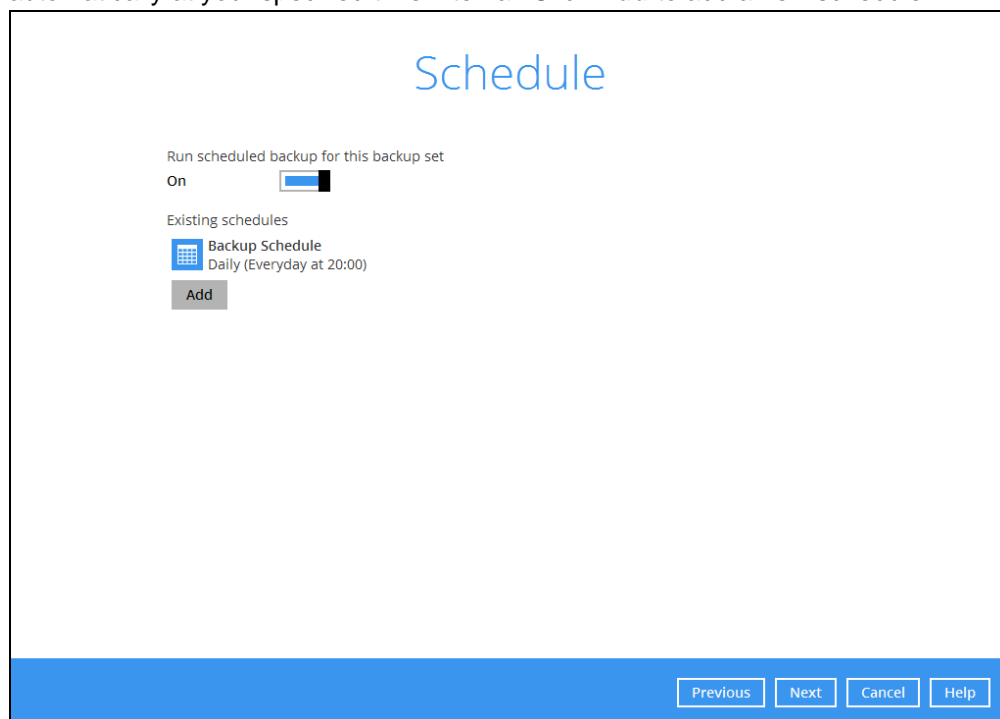 Schedule
Run scheduled backup for this backup set
On
Existing schedules
Backup Schedule
Daily (Everyday at 20:00)
Add
Previous Next Cancel Help